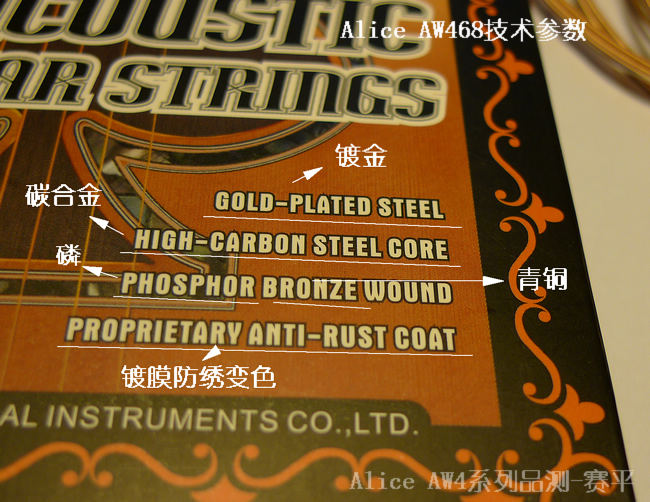 Alice AW468技术参数
COUSTIC
AR STRINGS
镀金
GOLD-PLATED STEEL
碳合金
HIGH-CARBON STEEL CORE
磷
PHOSPHOR BRONZE WOUND
青铜
PROPRIETARY ANTI-RUST COAT
镀膜防绣变色
AL INSTRUMENTS CO.,LTD.
Alice AW4系列品测-赛平